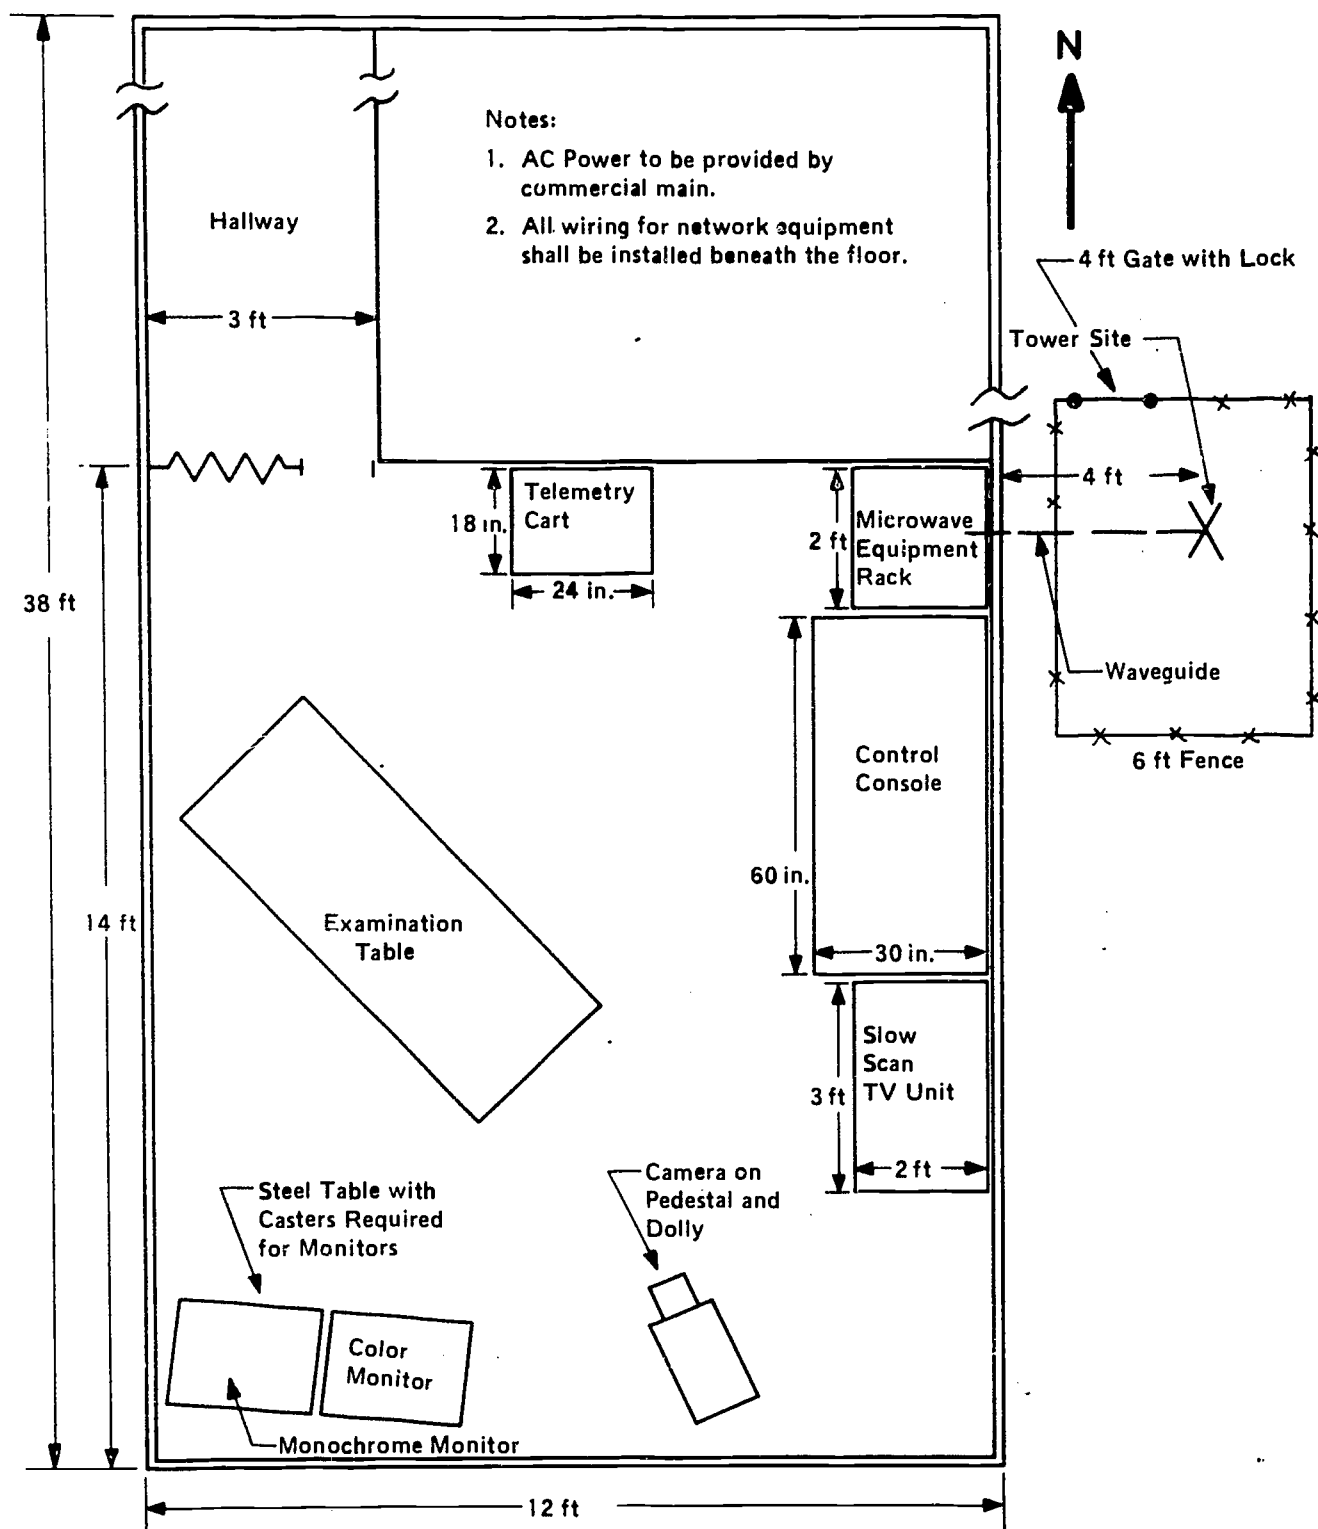 N
Notes:
1. AC Power to be provided by
commercial main.
2. All wiring for network equipment
shall be installed beneath the floor.
Hallway
4 ft Gate with Lock
3 ft
Tower Site
4 ft
Telemetry
Cart
18 in.
24 in.
Microwave
Equipment
Rack
2 ft
38 ft
Waveguide
6 ft Fence
Control
Console
60 in.
30 in.
14 ft
Examination
Table
Slow
Scan
TV Unit
3 ft
2 ft
Camera on
Pedestal and
Dolly
Steel Table with
Casters Required
for Monitors
Color
Monitor
Monochrome Monitor
12 ft